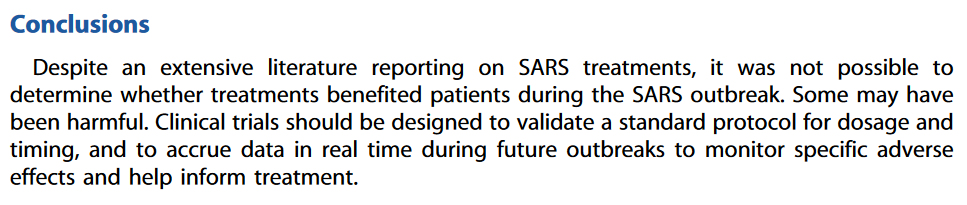 Conclusions
Despite an extensive literature reporting on SARS treatments, it was not possible to
determine whether treatments benefited patients during the SARS outbreak. Some may have
been harmful. Clinical trials should be designed to validate a standard protocol for dosage and
timing, and to accrue data in real time during future outbreaks to monitor specific adverse
effects and help inform treatment.